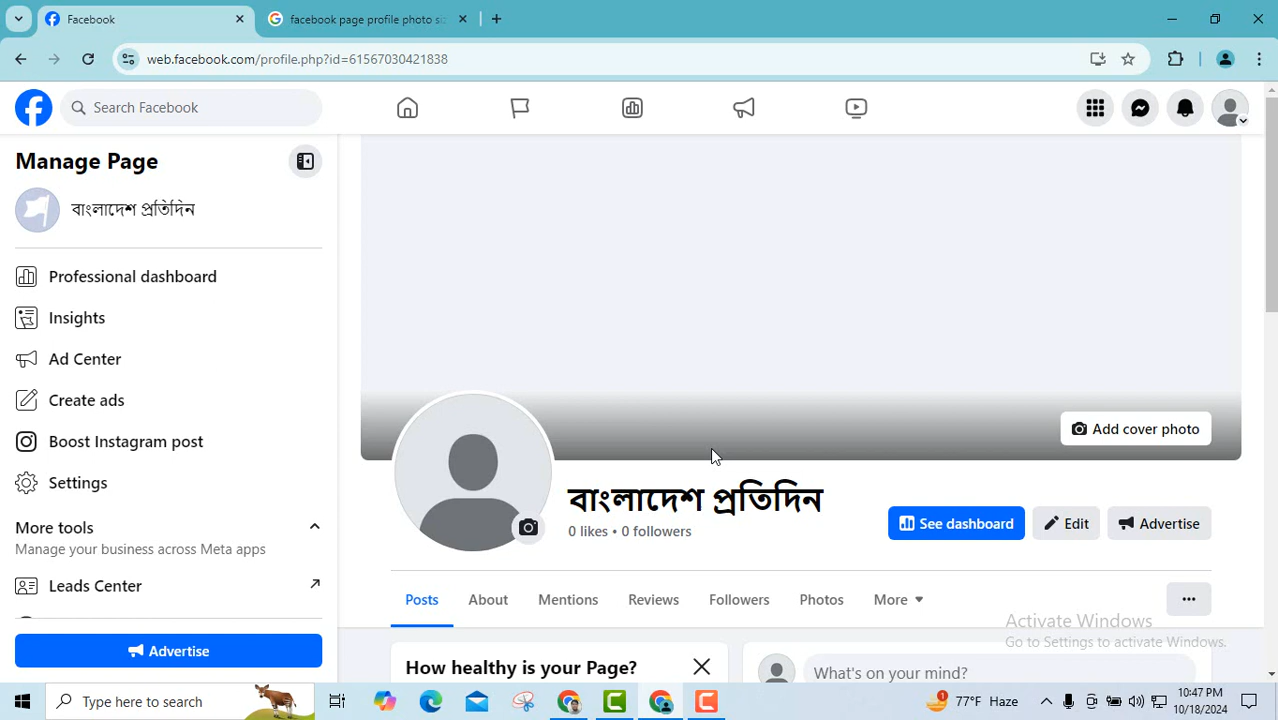 Facebook
facebook page profile photo si
web.facebook.com/profile.php?id=61567030421838
Search Facebook
Manage Page
বাংলাদেশ প্রতিদিন
Professional dashboard
Insights
Ad Center
Create ads
Boost Instagram post
Settings
More tools
Manage your business across Meta apps
Leads Center
Advertise
Add cover photo
বাংলাদেশ প্রতিদিন
0 likes • 0 followers
See dashboard
Edit
Advertise
Posts
About
Mentions
Reviews
Followers
Photos
More
Activate Windows
Go to Settings to activate Windows.
How healthy is your Page?
What's on your mind?
Type here to search
1
77°F Haze
10:47 PM
10/18/2024